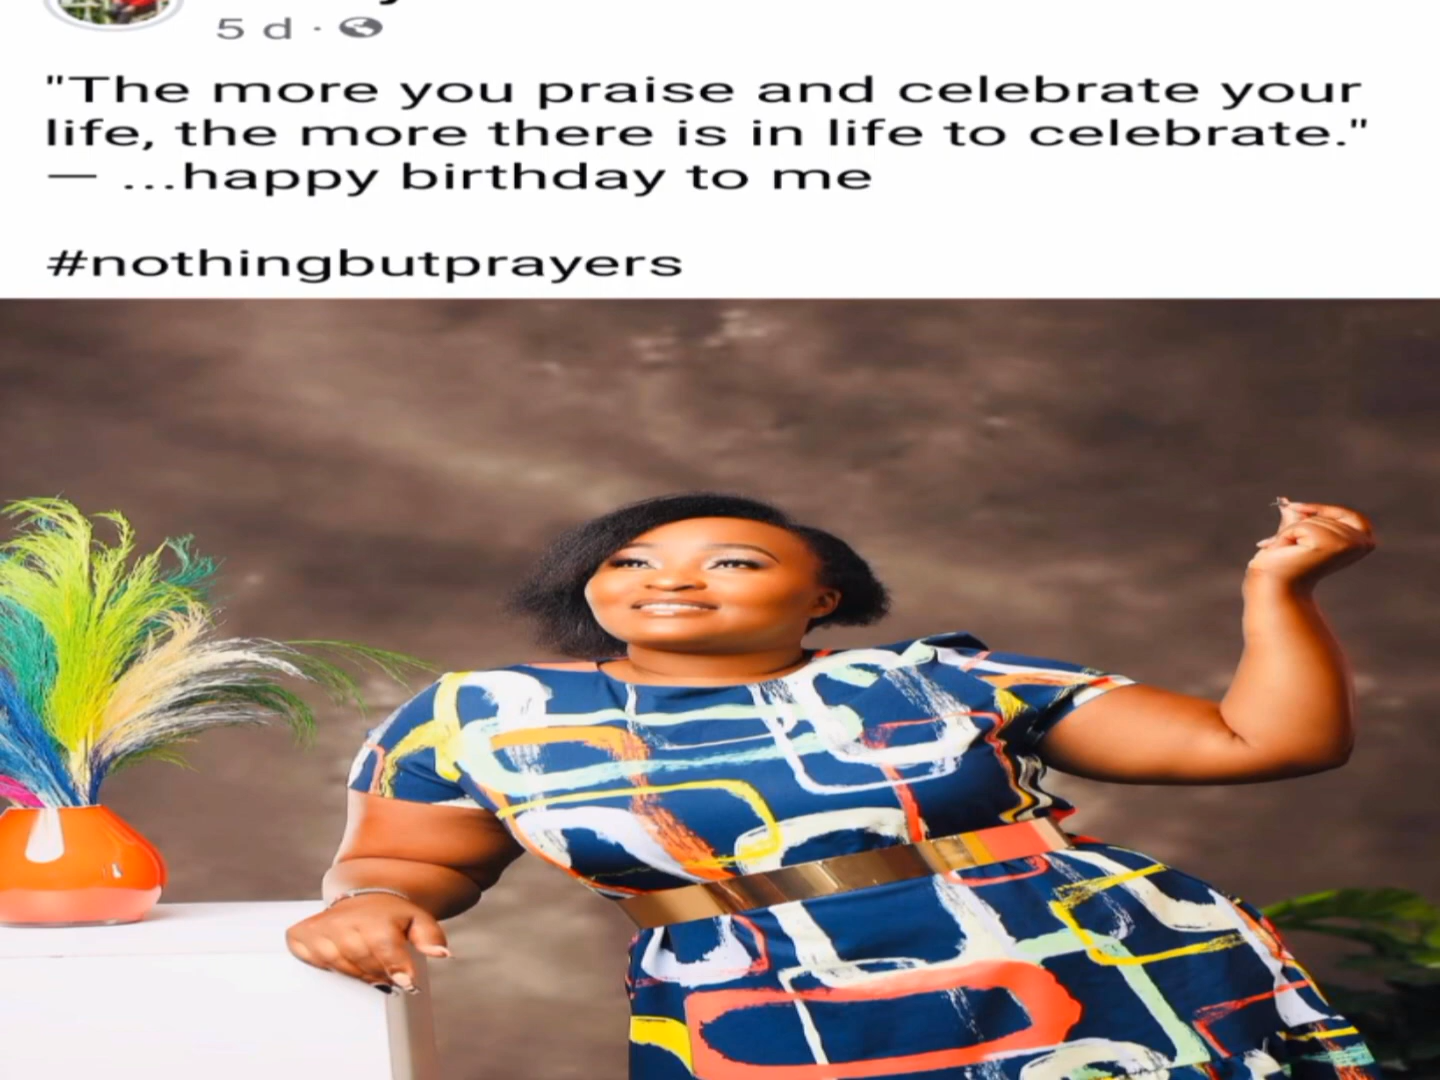 5 d ·
"The more you praise and celebrate your
life, the more there is in life to celebrate."
— ...happy birthday to me
#nothingbutprayers